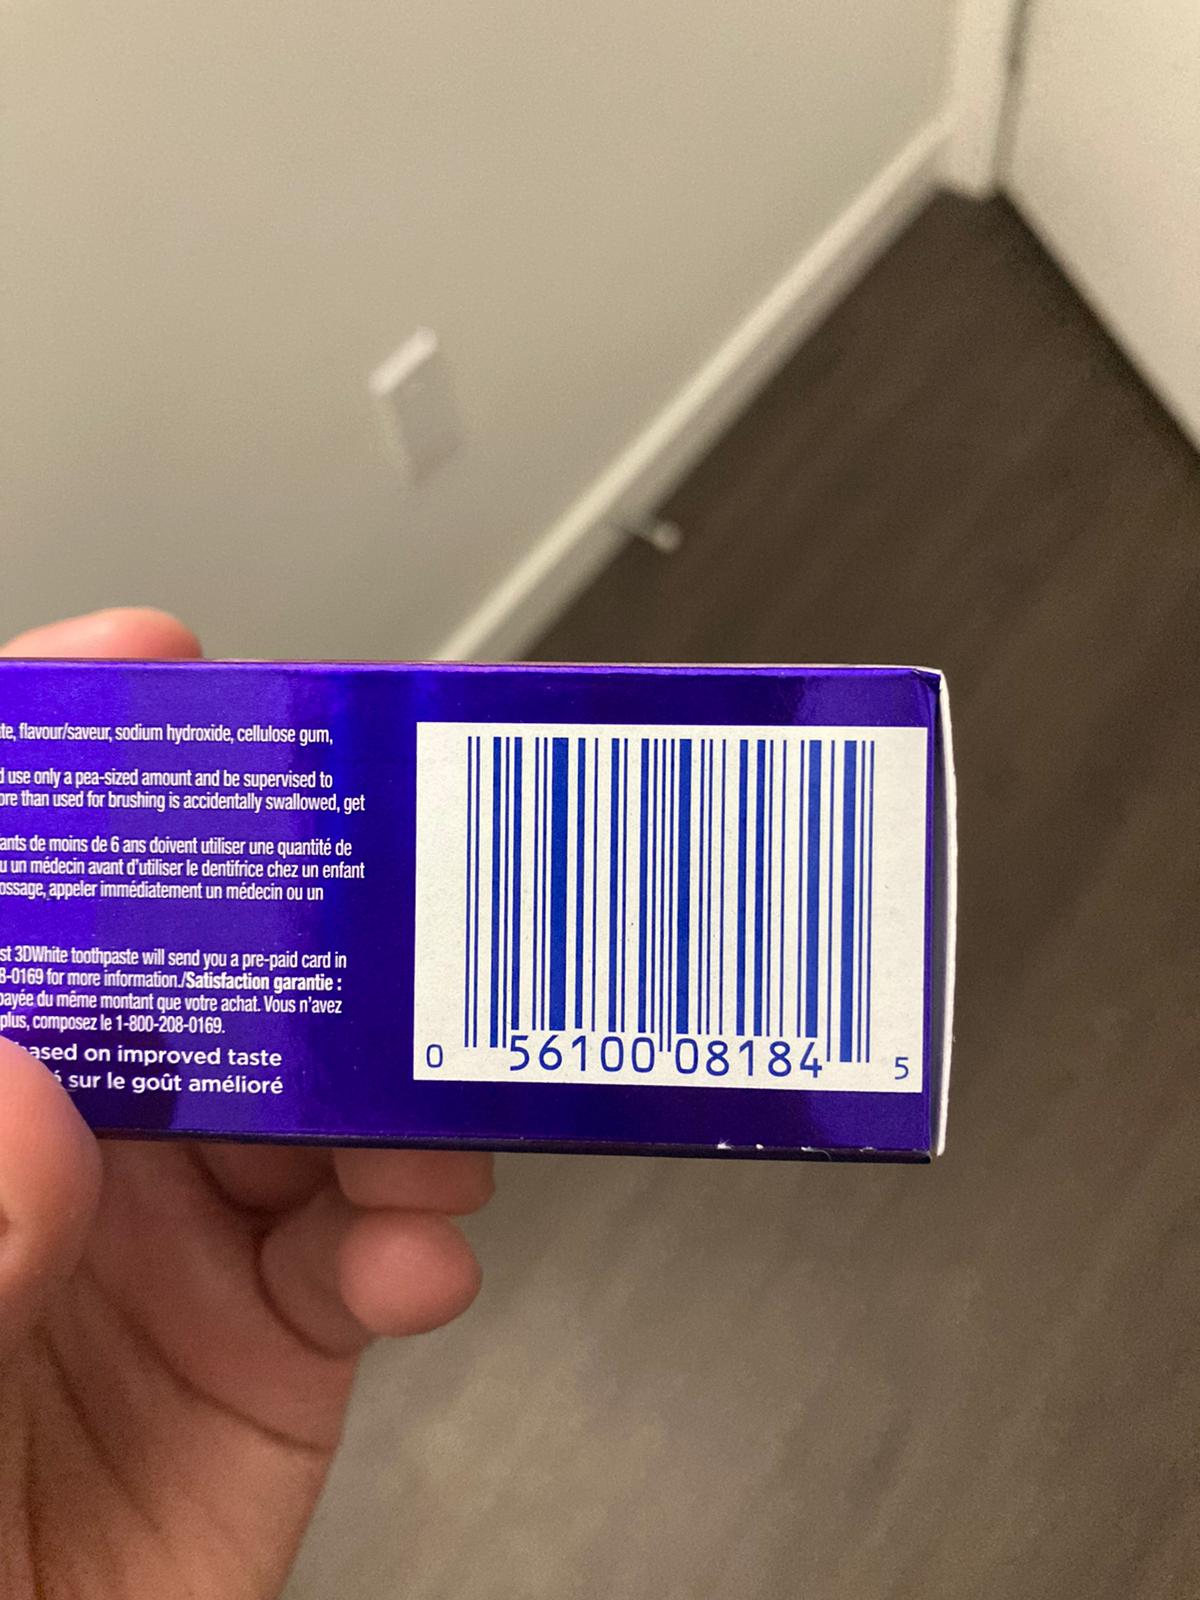 te, flavour/saveur, sodium hydroxide, cellulose gum,
use only a pea-sized amount and be supervised to
ore than used for brushing is accidentally swallowed, get
ants de moins de 6 ans doivent utiliser une quantité de
u un médecin avant d'utiliser le dentifrice chez un enfant
ossage, appeler immédiatement un médecin ou un
st 3DWhite toothpaste will send you a pre-paid card in
8-0169 for more information./Satisfaction garantie :
payée du même montant que votre achat. Vous n'avez
plus, composez le 1-800-208-0169.
ased on improved taste
sur le goût amélioré
0 56100 08184 5